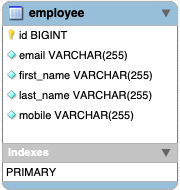 employee
id BIGINT
email VARCHAR(255)
first_name VARCHAR(255)
last_name VARCHAR(255)
mobile VARCHAR(255)
Indexes
PRIMARY